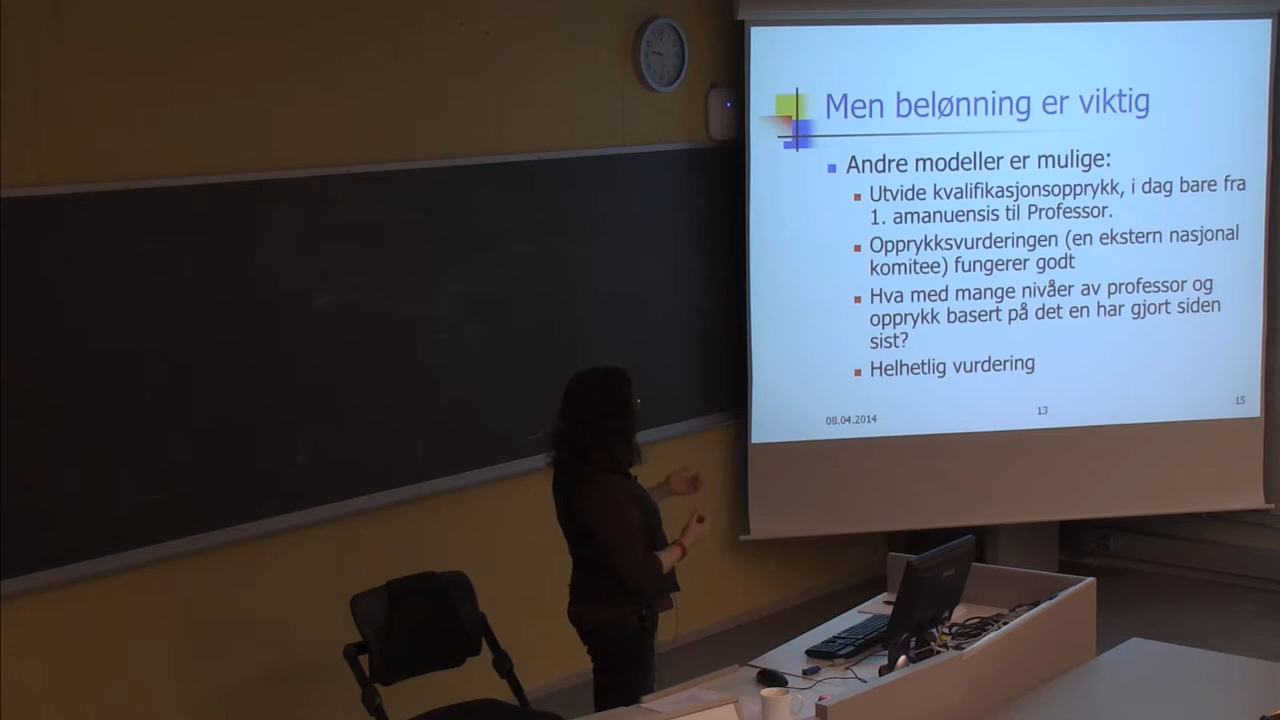 Men belønning er viktig
Andre modeller er mulige:
Utvide kvalifikasjonsopprykk, i dag bare fra
1. amanuensis til Professor.
Opprykksvurderingen (en ekstern nasjonal
komitee) fungerer godt
Hva med mange nivåer av professor og
opprykk basert på det en har gjort siden
sist?
Helhetlig vurdering
08.04.2014
13
15